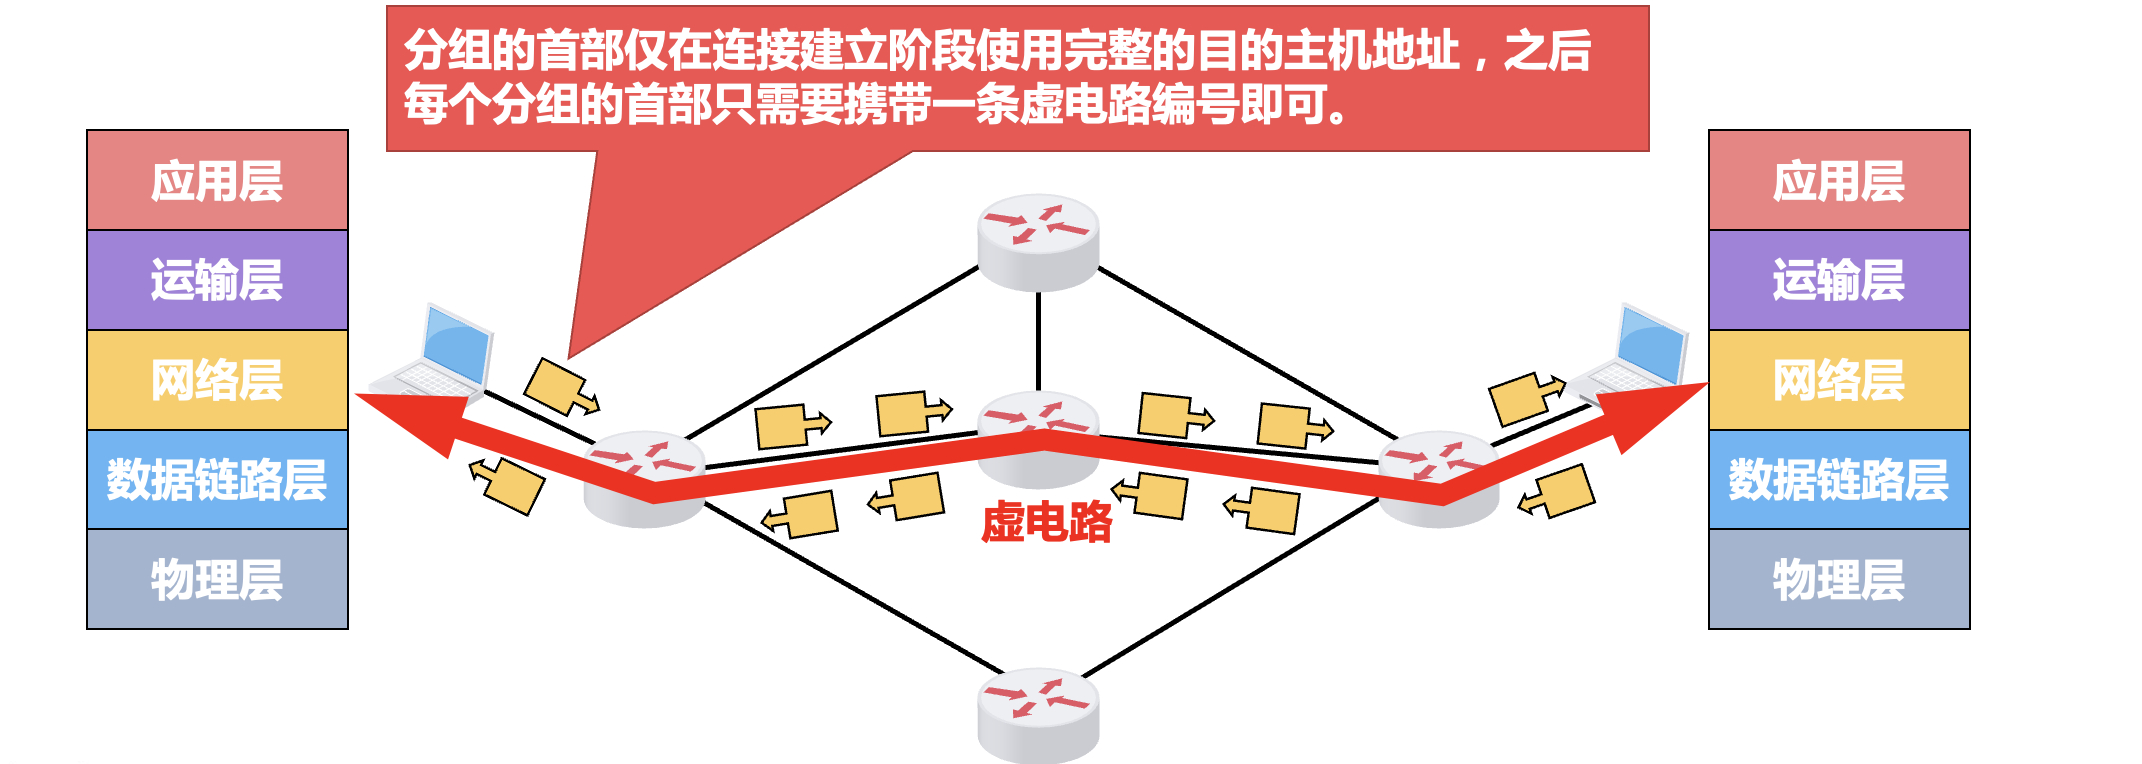 分组的首部仅在连接建立阶段使用完整的目的主机地址，之后
每个分组的首部只需要携带一条虚电路编号即可。
应用层
运输层
网络层
数据链路层
物理层
虚电路
应用层
运输层
网络层
数据链路层
物理层